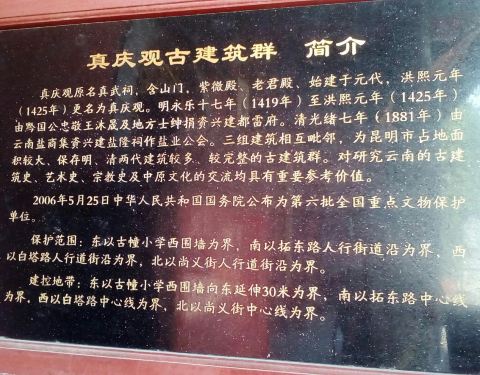 真庆观古建筑群　简介
真庆观原名真武祠，含山门，紫微殿、老君殿、始建于元代，洪熙元年
（1425年）更名为真庆观。明永乐十七年（1419年）至洪熙元年（1425年）
由黔国公忠敬王沐晟及地方士绅捐资兴建都雷府。清光绪七年（1881年）由
云南盐商集资兴建盐隆祠作盐业公会。三组建筑相互毗邻，为昆明市占地面
积较大、保存明、清两代建筑较多、较完整的古建筑群。对研究云南的古建
筑史、艺术史、宗教史及中原文化的交流均具有重要参考价值。
2006年5月25日中华人民共和国国务院公布为第六批全国重点文物保护
单位。
保护范围：东以古幢小学西围墙为界，南以拓东路人行街道沿为界，西
以白塔路人行街道沿为界，北以尚义街人行道街沿为界。
建控地带：东以古幢小学西围墙向东延伸30米为界，南以拓东路中心线
为界，西以白塔路中心线为界，北以尚义街中心线为界。